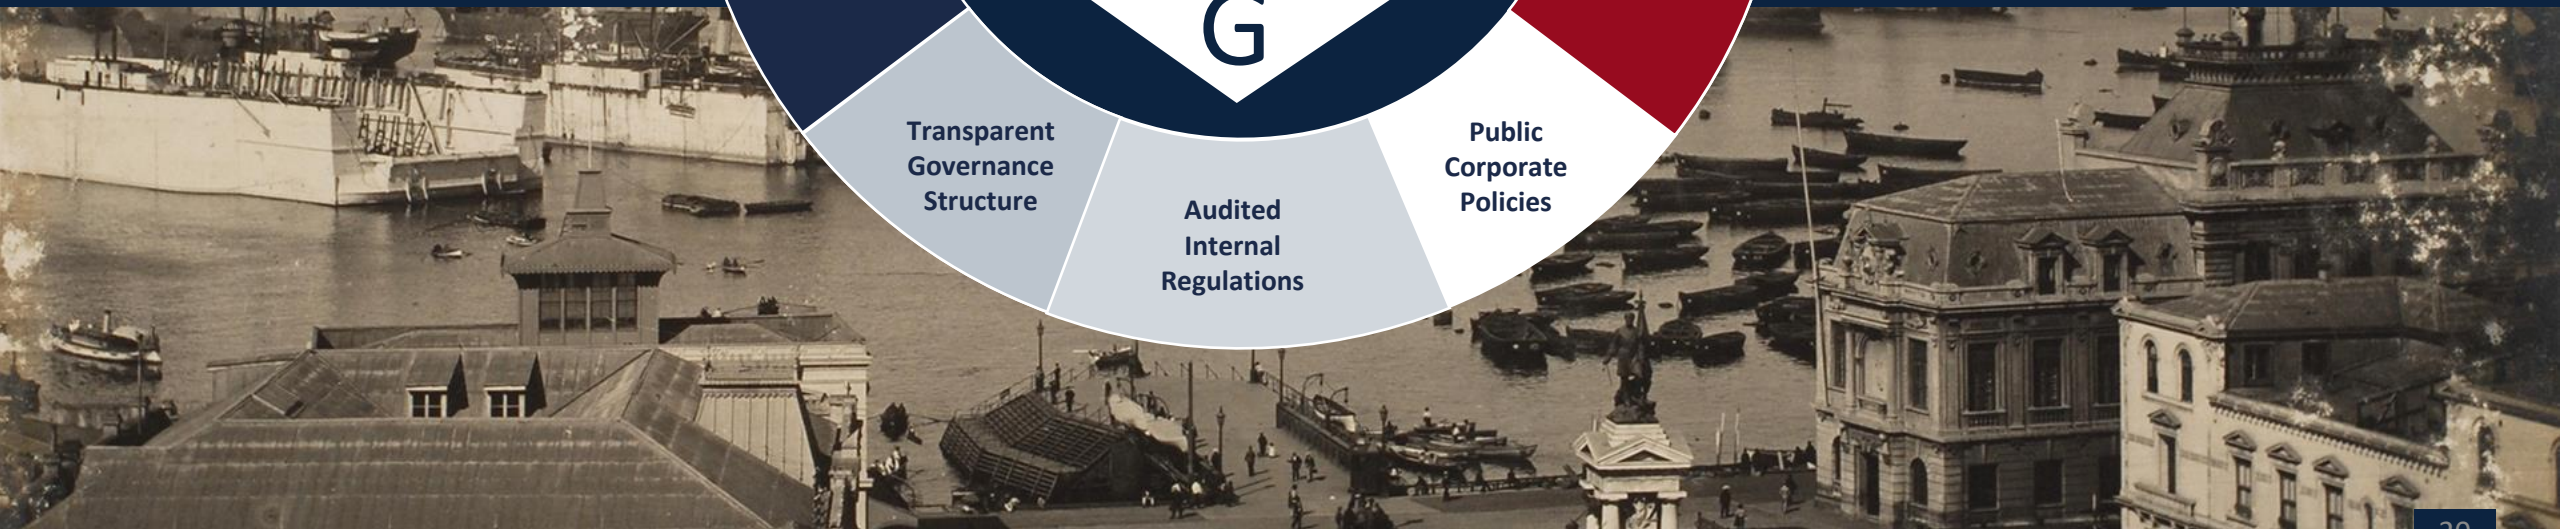 G
Transparent
Governance
Structure
Audited
Internal
Regulations
Public
Corporate
Policies